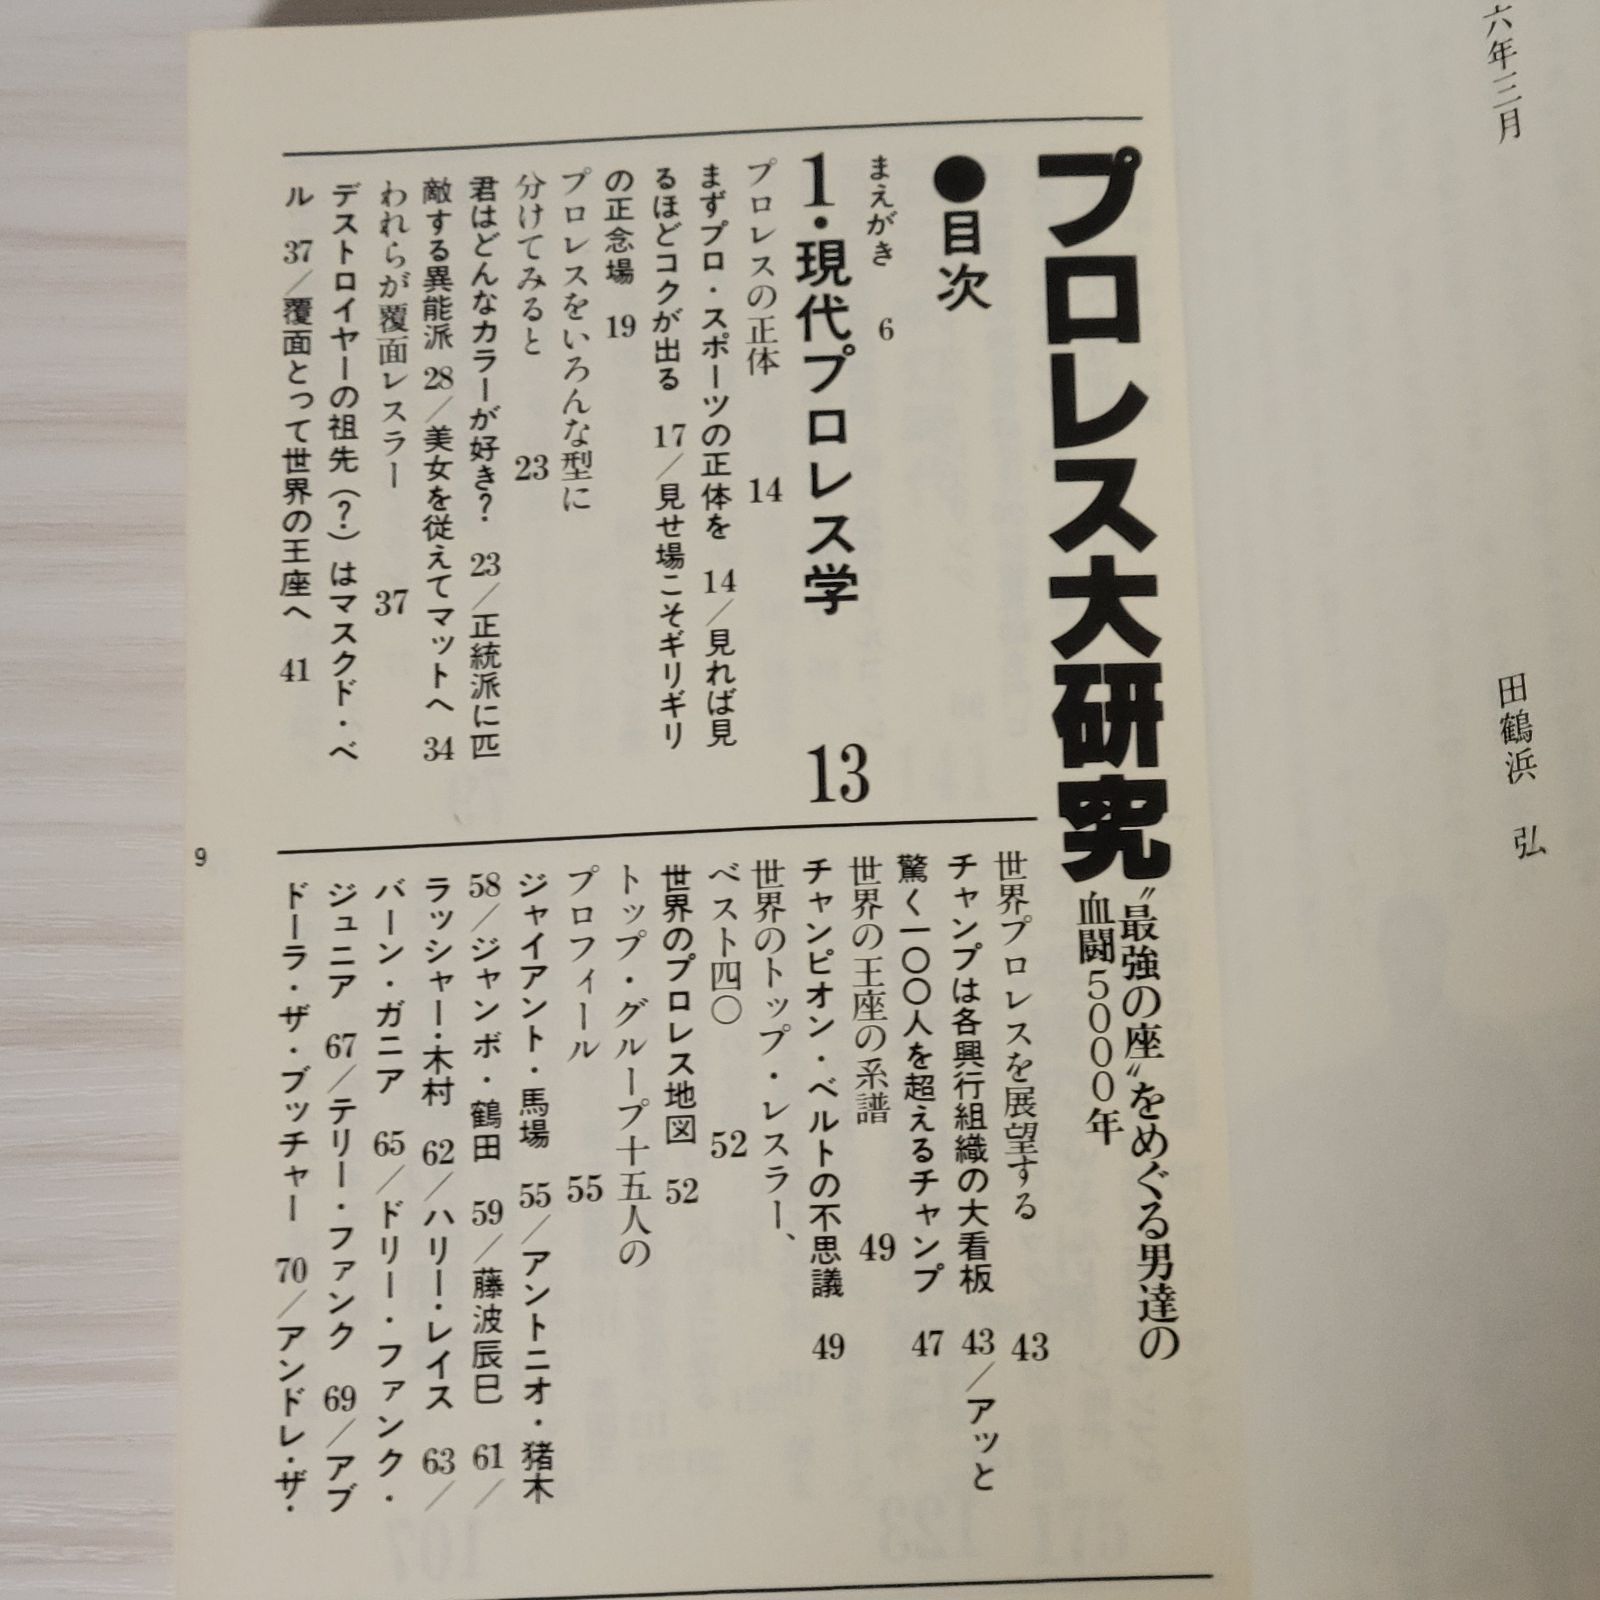 六年三月
田鶴浜　弘
プロレス大研究
“最強の座”をめぐる男達の
血闘5000年
●目次
まえがき　6
1・現代プロレス学　13
プロレスの正体　14
まずプロ・スポーツの正体を　14／見れば見
るほどコクが出る　17／見せ場こそギリギリ
の正念場　19
プロレスをいろんな型に
分けてみると　23
君はどんなカラーが好き？　23／正統派に匹
敵する異能派　28／美女を従えてマットへ　34
われらが覆面レスラー　37
デストロイヤーの祖先（？）はマスクド・ベ
ル　37／覆面とって世界の王座へ　41
世界プロレスを展望する　43
チャンプは各興行組織の大看板　43／アッと
驚く一〇〇人を超えるチャンプ　47
世界の王座の系譜　49
チャンピオン・ベルトの不思議　49
世界のトップ・レスラー、
ベスト四〇　52
世界のプロレス地図　52
トップ・グループ十五人の
プロフィール　55
ジャイアント・馬場　55／アントニオ・猪木
58／ジャンボ・鶴田　59／藤波辰巳　61／
ラッシャー・木村　62／ハリー・レイス　63／
バーン・ガニア　65／ドリー・ファンク・
ジュニア　67／テリー・ファンク　69／アブ
ドーラ・ザ・ブッチャー　70／アンドレ・ザ・
9